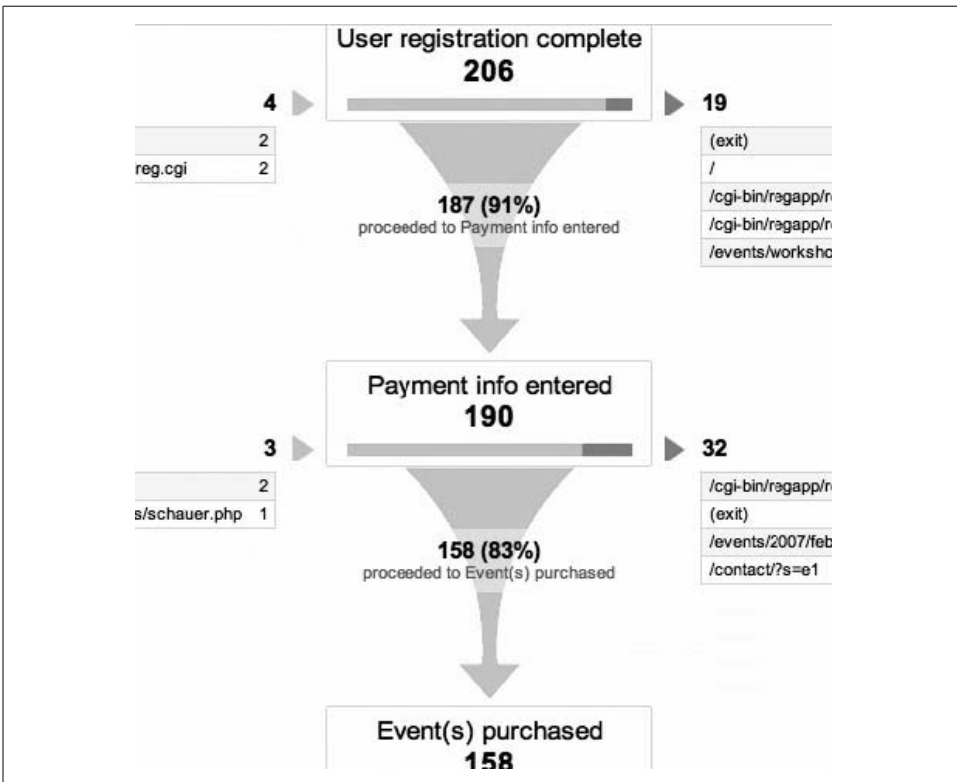 User registration complete
206
4
19
2
reg.cgi 2
(exit)
/
/cgi-bin/regapp/r
/cgi-bin/regapp/r
/events/worksho
187 (91%)
proceeded to Payment info entered
Payment info entered
190
3
32
2
s/schauer.php 1
/cgi-bin/regapp/r
(exit)
/events/2007/feb
/contact/?s=e1
158 (83%)
proceeded to Event(s) purchased
Event(s) purchased
158